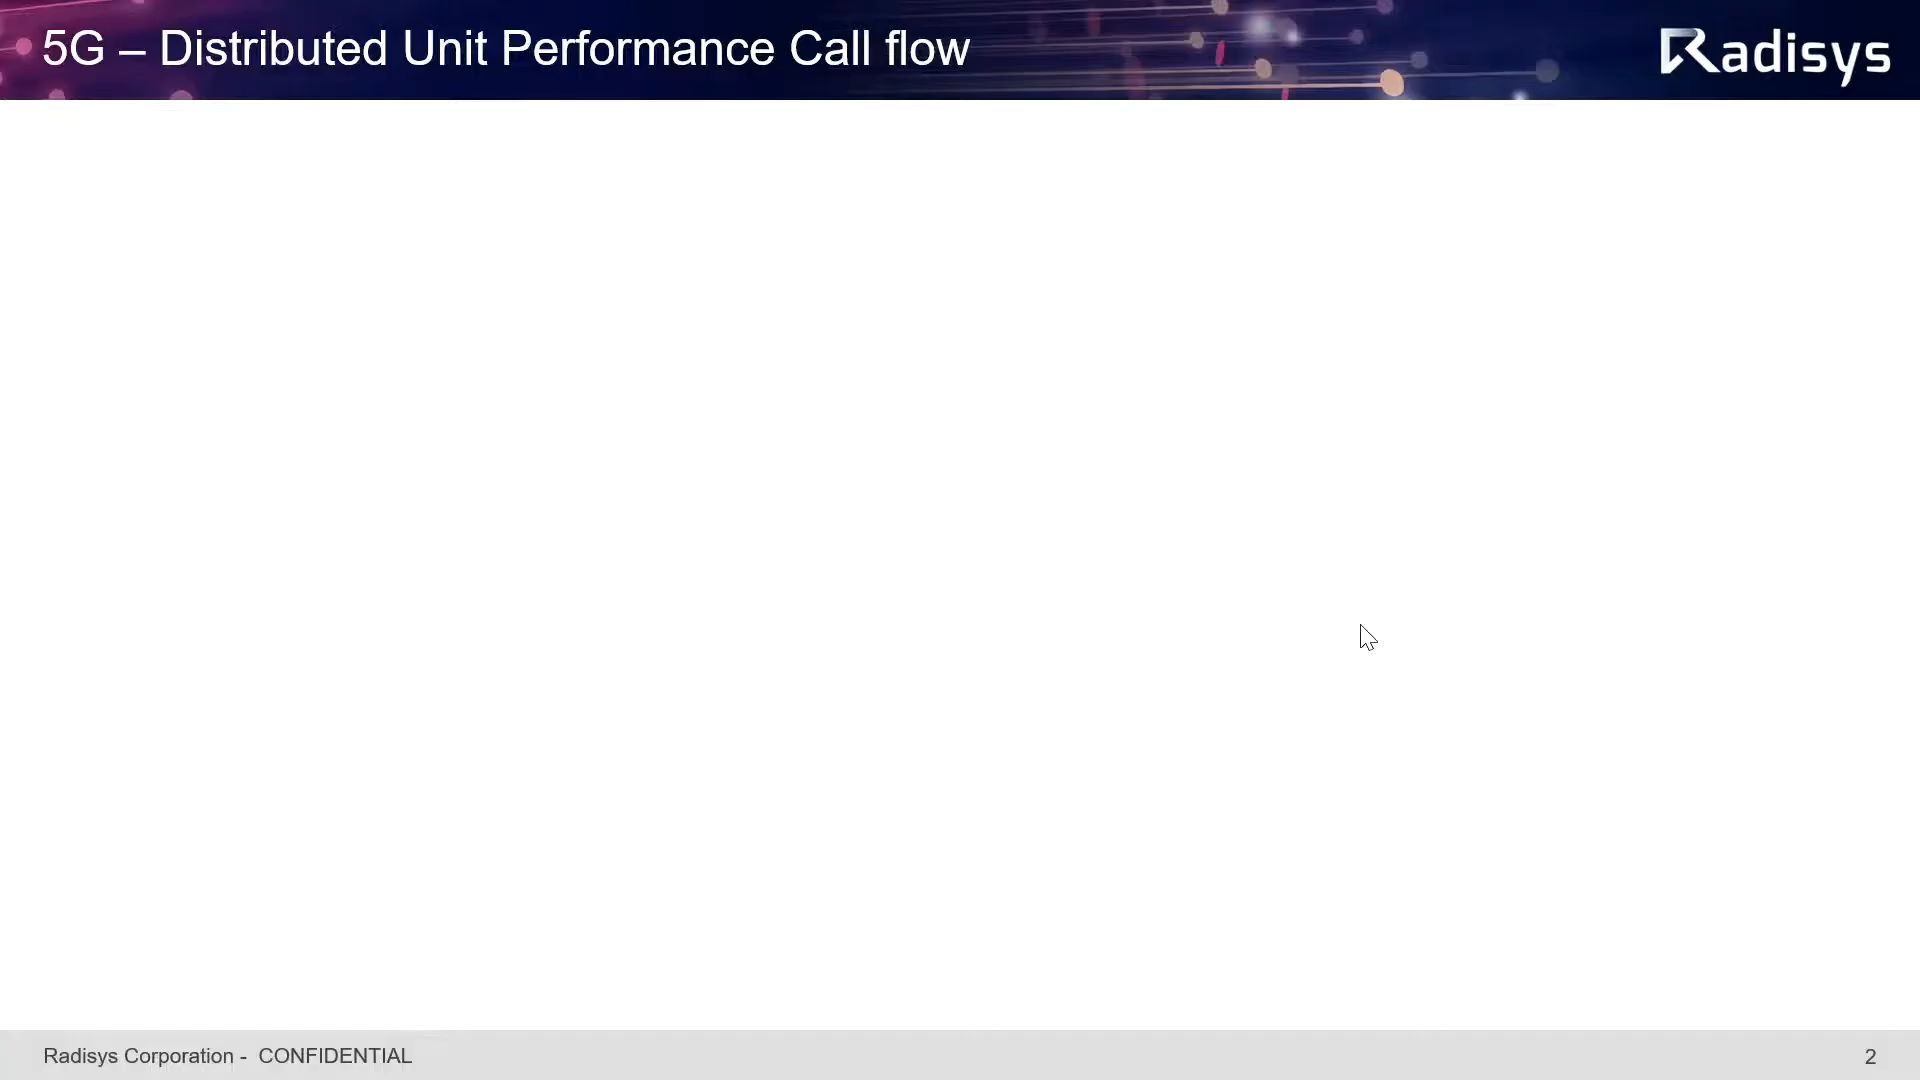 5G – Distributed Unit Performance Call flow
Radisys
Radisys Corporation - CONFIDENTIAL
2